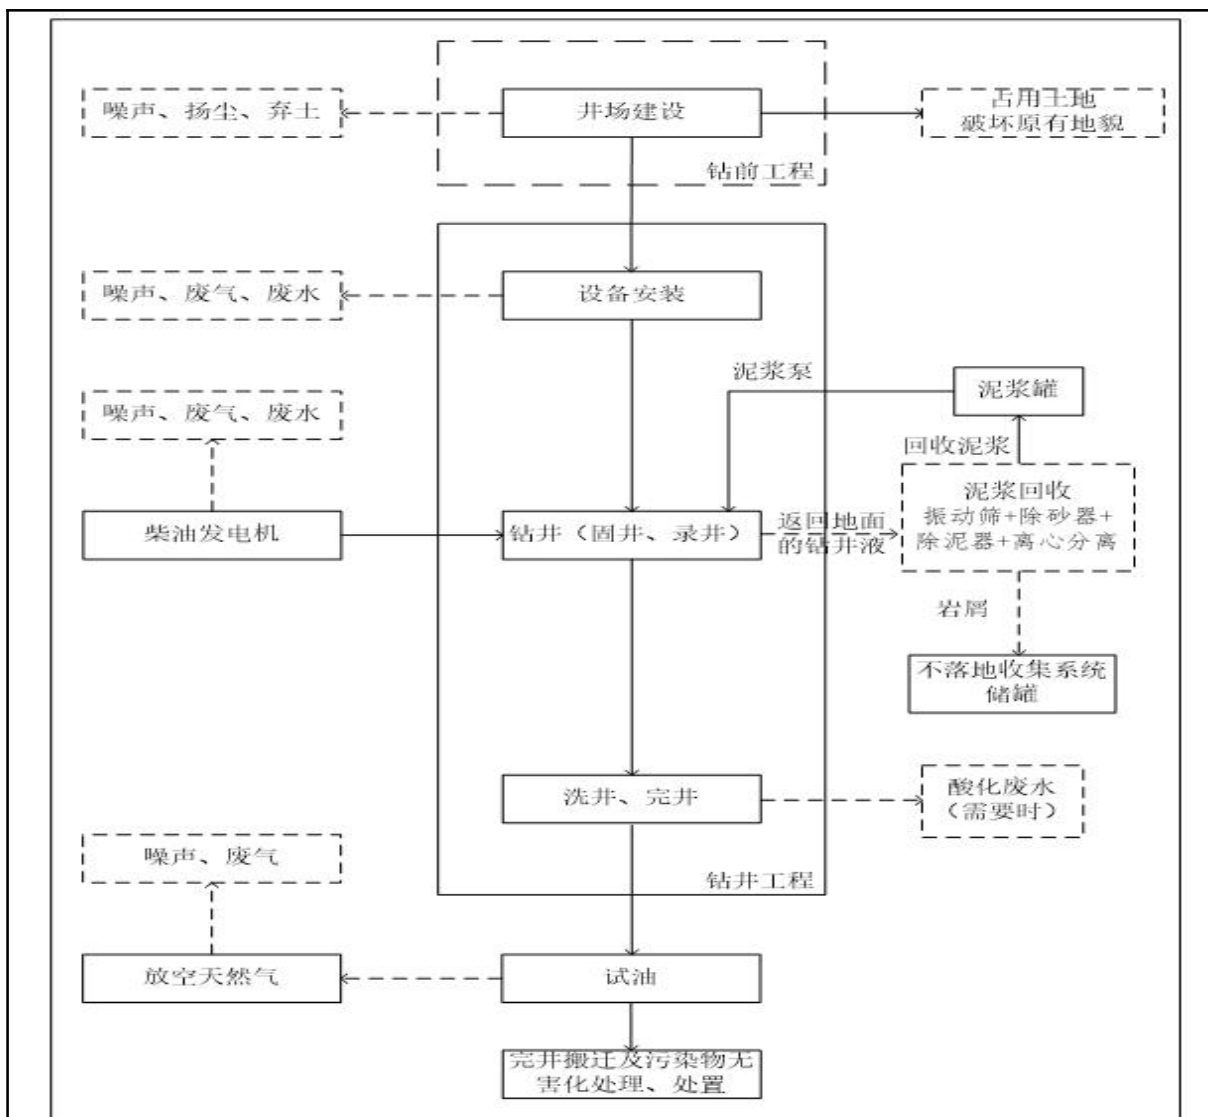 噪声、扬尘、弃土
井场建设
占用土地
破坏原有地貌
钻前工程
噪声、废气、废水
设备安装
泥浆泵
泥浆罐
噪声、废气、废水
回收泥浆
泥浆回收
振动筛+除砂器+
除泥器+离心分离
柴油发电机
钻井（固井、录井）
返回地面
的钻井液
岩屑
不落地收集系统
储罐
洗井、完井
酸化废水
（需要时）
噪声、废气
钻井工程
放空天然气
试油
完井搬迁及污染物无
害化处理、处置